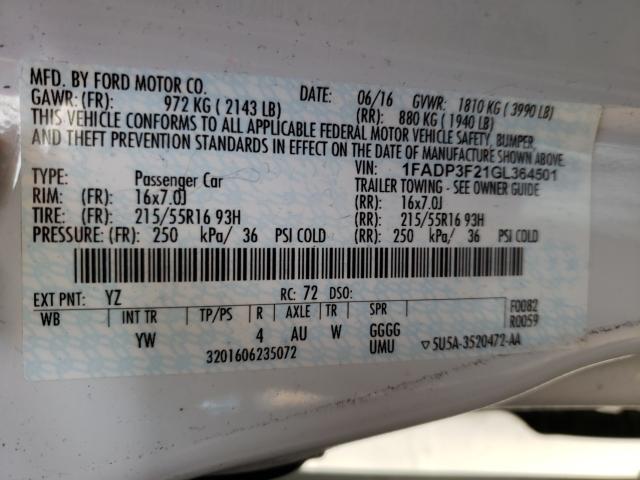 MFD. BY FORD MOTOR CO. DATE: 06/16 GVWR: 1810 KG ( 3990 LB)
GAWR: (FR): 972 KG ( 2143 LB) (RR): 880 KG ( 1940 LB)
THIS VEHICLE CONFORMS TO ALL APPLICABLE FEDERAL MOTOR VEHICLE SAFETY, BUMPER,
AND THEFT PREVENTION STANDARDS IN EFFECT ON THE DATE OF MANUFACTURE SHOWN ABOVE.
VIN: 1FADP3F21GL364501
TYPE: Passenger Car TRAILER TOWING - SEE OWNER GUIDE
RIM: (FR): 16x7.0J (RR): 16x7.0J
TIRE: (FR): 215/55R16 93H (RR): 215/55R16 93H
PRESSURE: (FR): 250 kPa/ 36 PSI COLD (RR): 250 kPa/ 36 PSI COLD
EXT PNT: YZ RC: 72 DSO:
WB INT TR TP/PS R AXLE TR SPR F0082
YW 4 AU W GGGG R0059
3201606235072 UMU ▽ 5U5A-3520472-AA